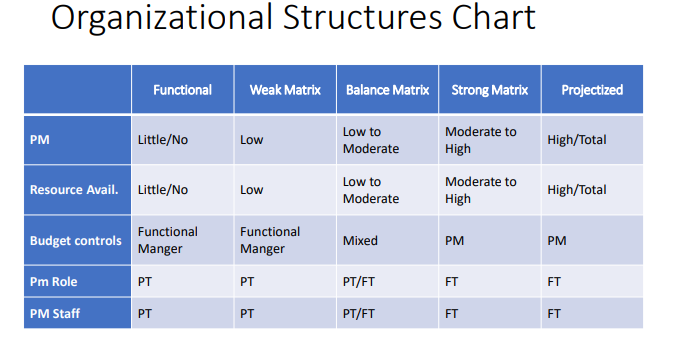 Organizational Structures Chart
Functional Weak Matrix Balance Matrix Strong Matrix Projectized
PM Little/No Low Low to Moderate Moderate to High High/Total
Resource Avail. Little/No Low Low to Moderate Moderate to High High/Total
Budget controls Functional Manger Functional Manger Mixed PM PM
Pm Role PT PT PT/FT FT FT
PM Staff PT PT PT/FT FT FT